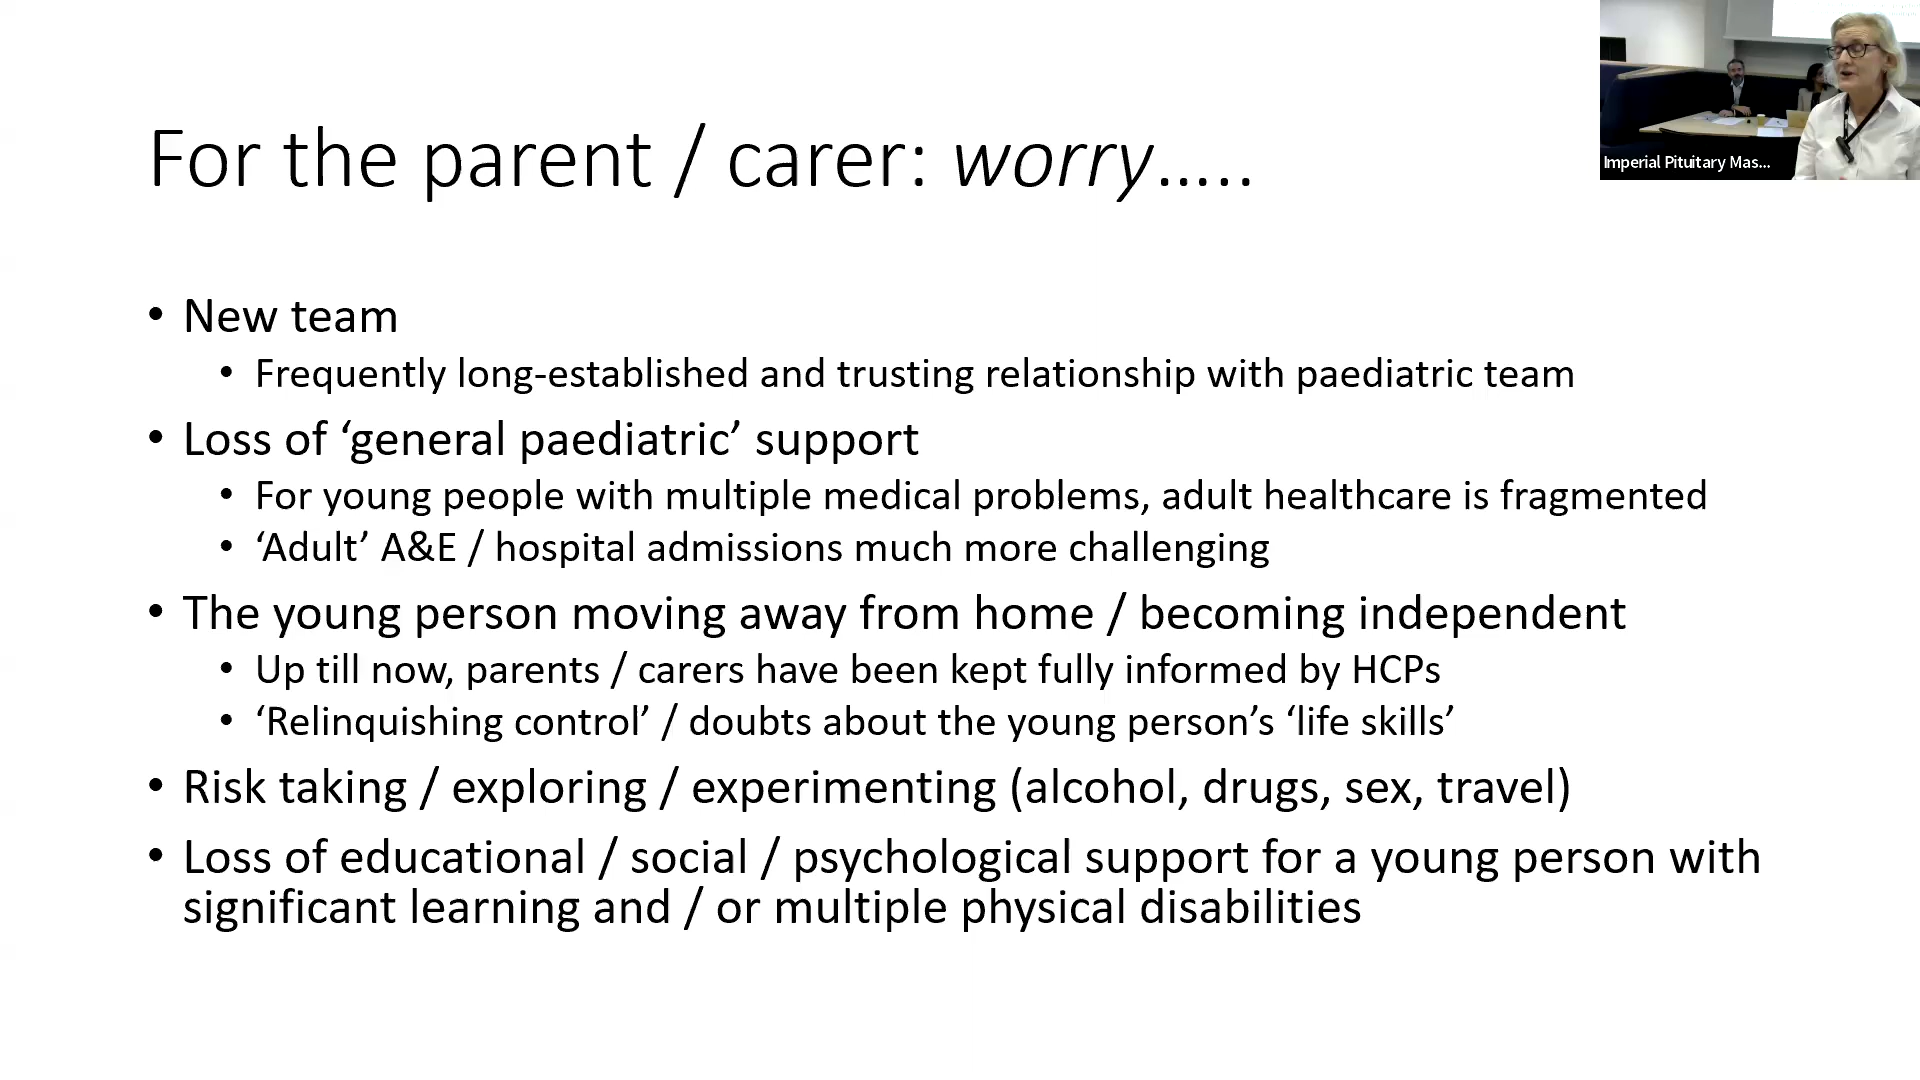 For the parent / carer: worry…..
Imperial Pituitary Mas...
• New team
• Frequently long-established and trusting relationship with paediatric team
• Loss of ‘general paediatric’ support
• For young people with multiple medical problems, adult healthcare is fragmented
• ‘Adult’ A&E / hospital admissions much more challenging
• The young person moving away from home / becoming independent
• Up till now, parents / carers have been kept fully informed by HCPs
• ‘Relinquishing control’ / doubts about the young person’s ‘life skills’
• Risk taking / exploring / experimenting (alcohol, drugs, sex, travel)
• Loss of educational / social / psychological support for a young person with
significant learning and / or multiple physical disabilities